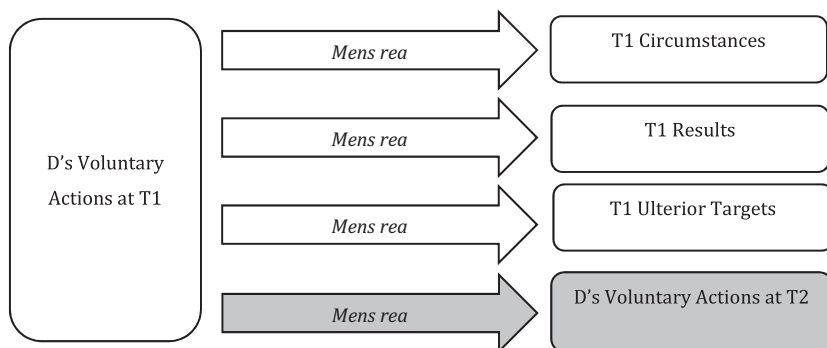 D’s Voluntary
Actions at T1
Mens rea
T1 Circumstances
Mens rea
T1 Results
Mens rea
T1 Ulterior Targets
Mens rea
D’s Voluntary Actions at T2